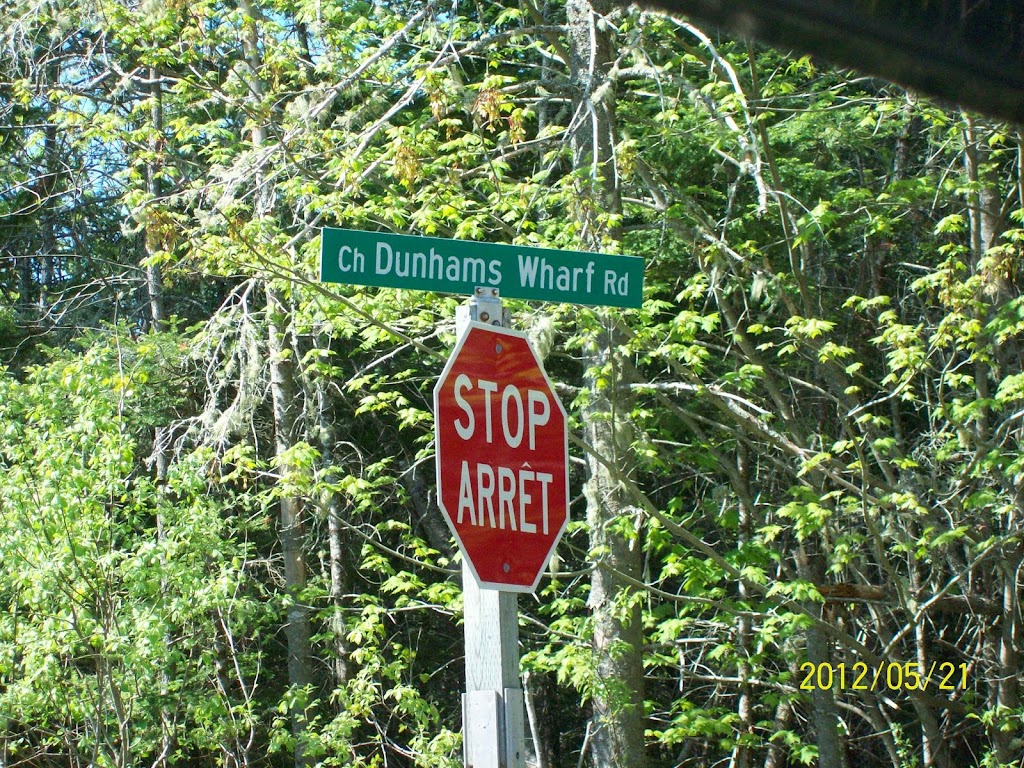 Ch Dunhams Wharf Rd
STOP
ARRÊT
2012/05/21